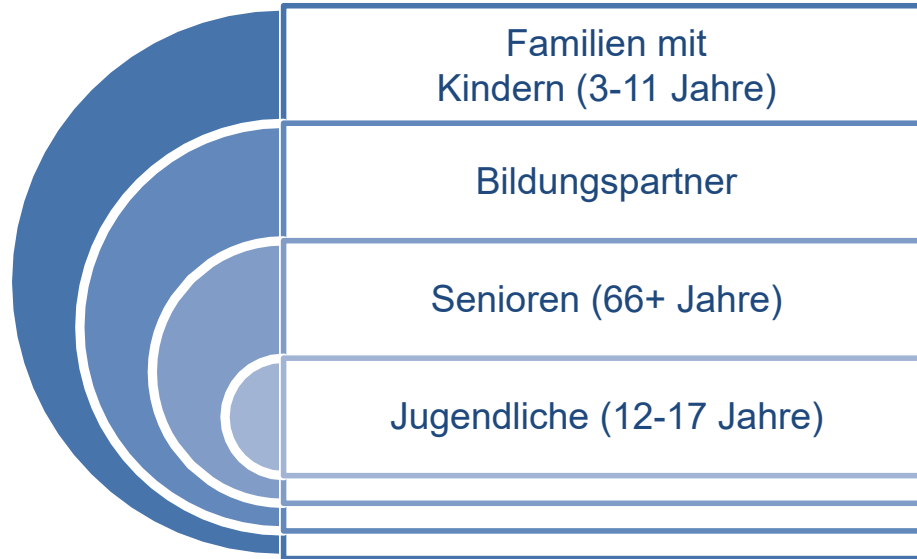 Familien mit
Kindern (3-11 Jahre)
Bildungspartner
Senioren (66+ Jahre)
Jugendliche (12-17 Jahre)